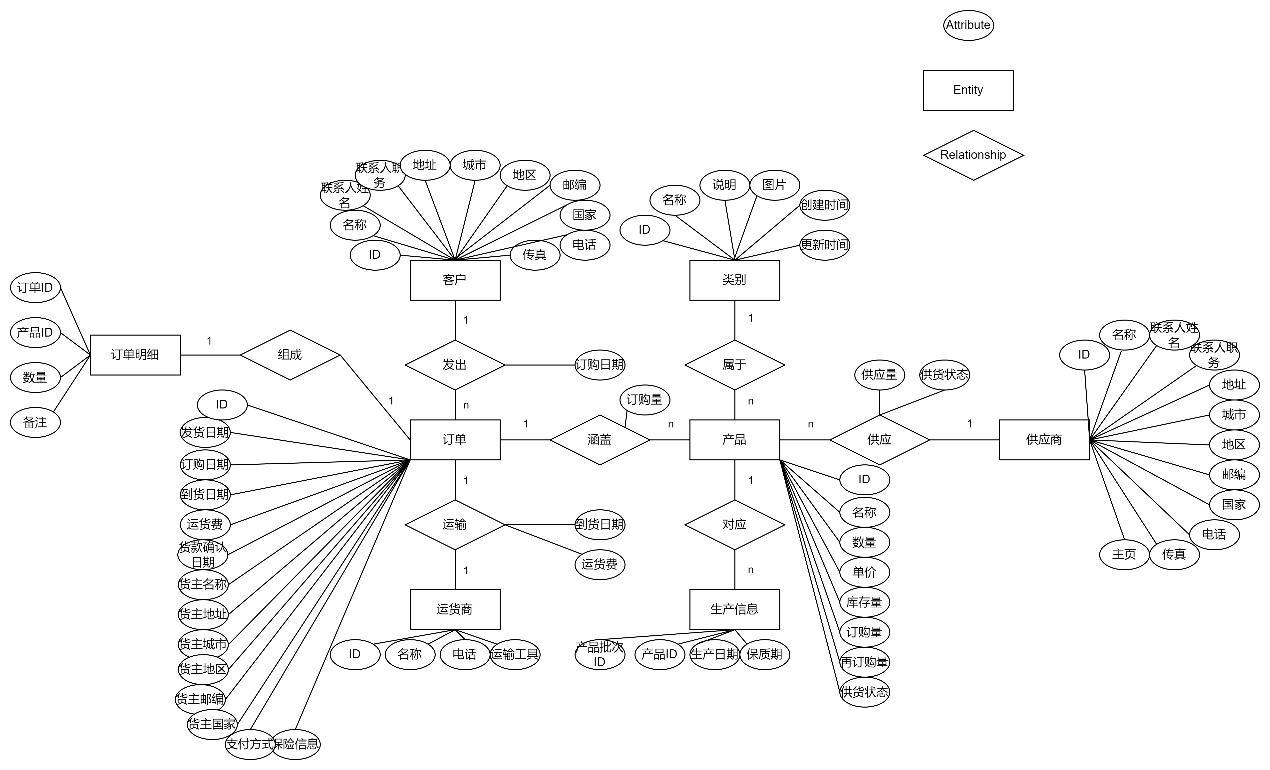 Attribute
Entity
Relationship
联系人职
务
地址
城市
地区
邮编
国家
电话
传真
联系人姓
名
名称
ID
客户
名称
说明
图片
创建时间
更新时间
ID
类别
订单ID
产品ID
数量
备注
订单明细
1
组成
1
1
发出
订购日期
n
1
属于
n
供应量
供货状态
ID
名称
联系人姓
名
联系人职
务
地址
城市
地区
邮编
国家
电话
传真
主页
供应商
1
供应
n
产品
n
涵盖
订购量
1
订单
ID
发货日期
订购日期
到货日期
运货费
货款确认
日期
货主名称
货主地址
货主城市
货主地区
货主邮编
货主国家
支付方式
保险信息
1
运输
到货日期
运货费
1
运货商
ID
名称
电话
运输工具
1
对应
n
生产信息
产品批次
ID
产品ID
生产日期
保质期
ID
名称
数量
单价
库存量
订购量
再订购量
供货状态